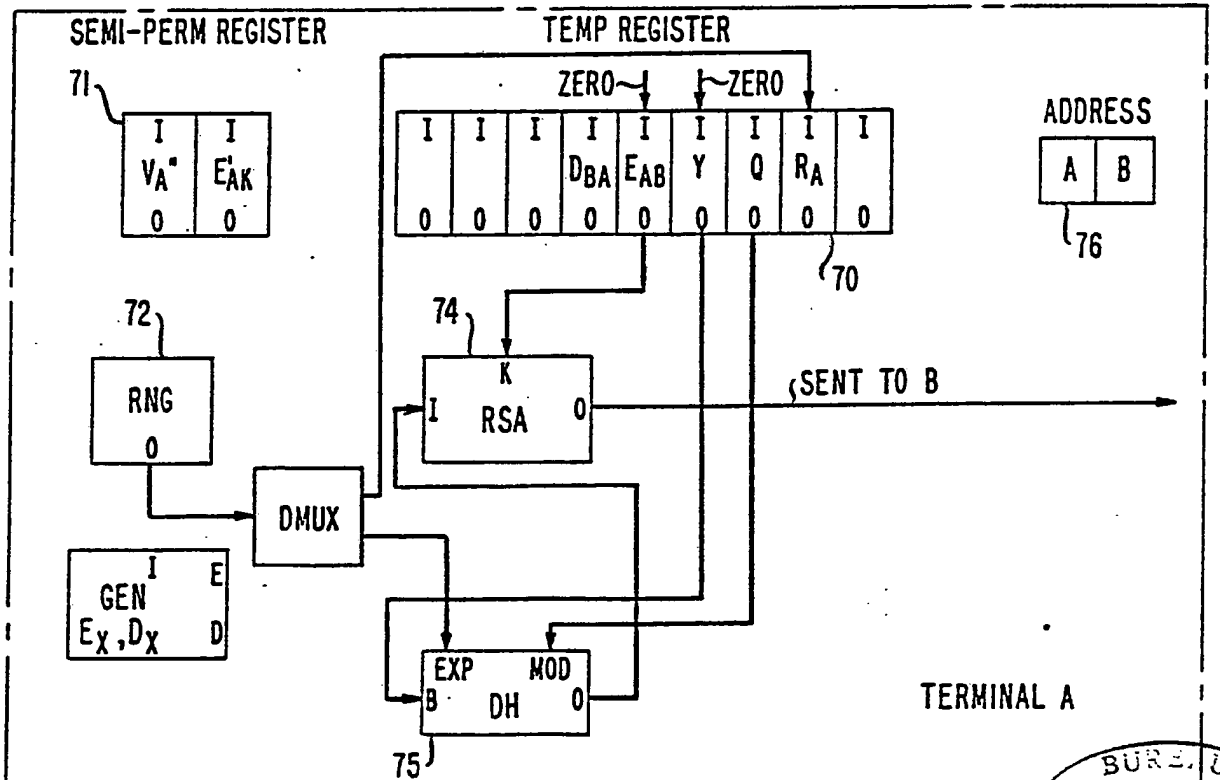 SEMI-PERM REGISTER
TEMP REGISTER
71
ZERO
ZERO
ADDRESS
I I
V_A" E'_AK
0 0
I I I I I I I I I
D_BA E_AB Y Q R_A
0 0 0 0 0 0 0 0 0
A B
76
70
72
74
RNG
0
K
I RSA 0
SENT TO B
DMUX
I E
GEN
E_X, D_X D
EXP MOD
B DH 0
75
TERMINAL A